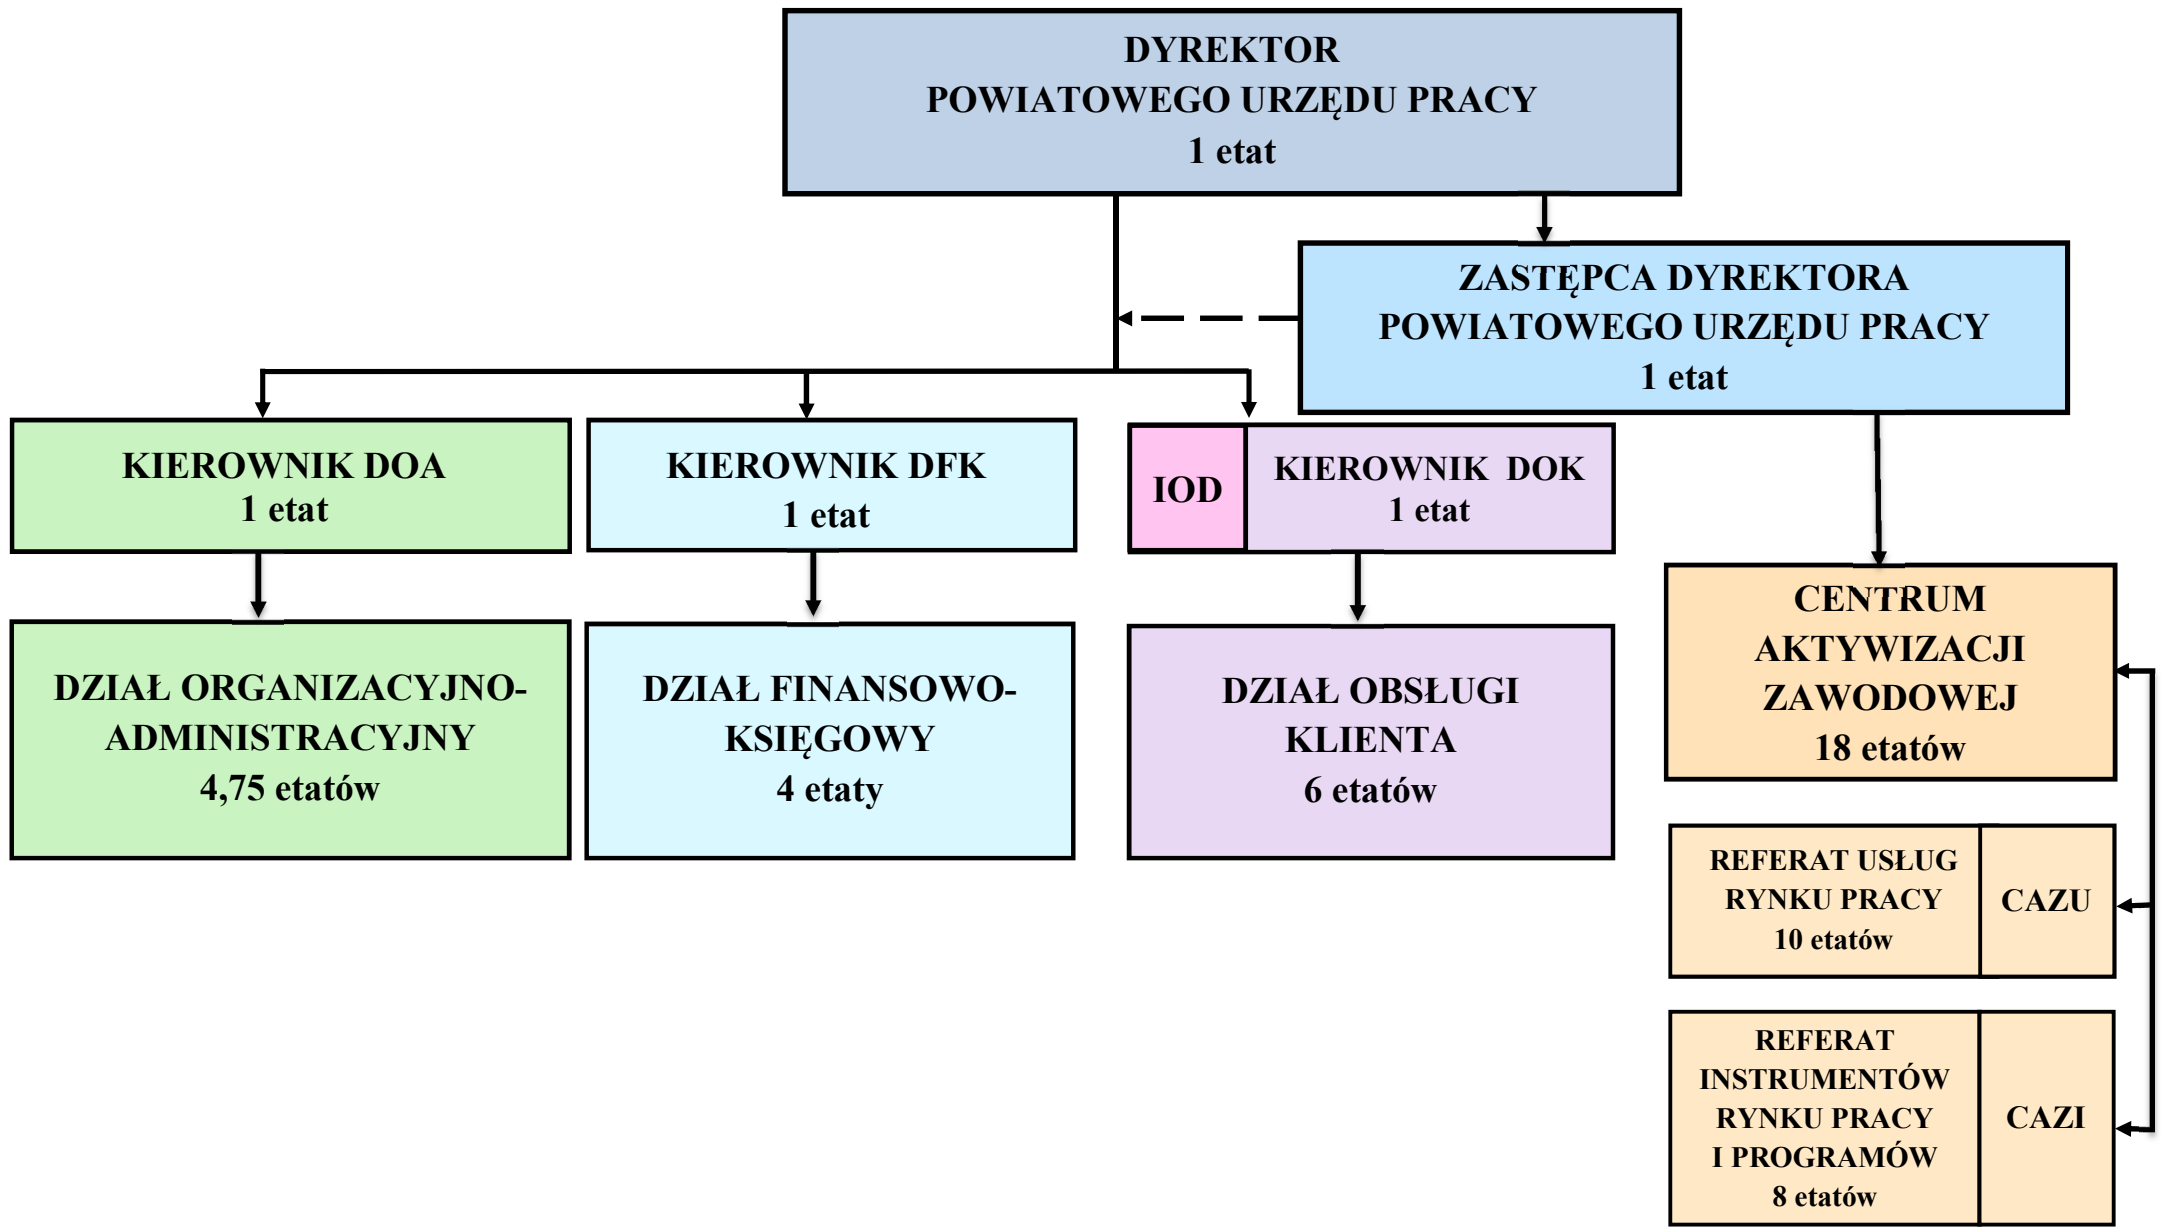 DYREKTOR
POWIATOWEGO URZĘDU PRACY
1 etat
ZASTĘPCA DYREKTORA
POWIATOWEGO URZĘDU PRACY
1 etat
KIEROWNIK DOA
1 etat
KIEROWNIK DFK
1 etat
IOD
KIEROWNIK DOK
1 etat
DZIAŁ ORGANIZACYJNO-
ADMINISTRACYJNY
4,75 etatów
DZIAŁ FINANSOWO-
KSIĘGOWY
4 etaty
DZIAŁ OBSŁUGI
KLIENTA
6 etatów
CENTRUM
AKTYWIZACJI
ZAWODOWEJ
18 etatów
REFERAT USŁUG
RYNKU PRACY
10 etatów
CAZU
REFERAT
INSTRUMENTÓW
RYNKU PRACY
I PROGRAMÓW
8 etatów
CAZI